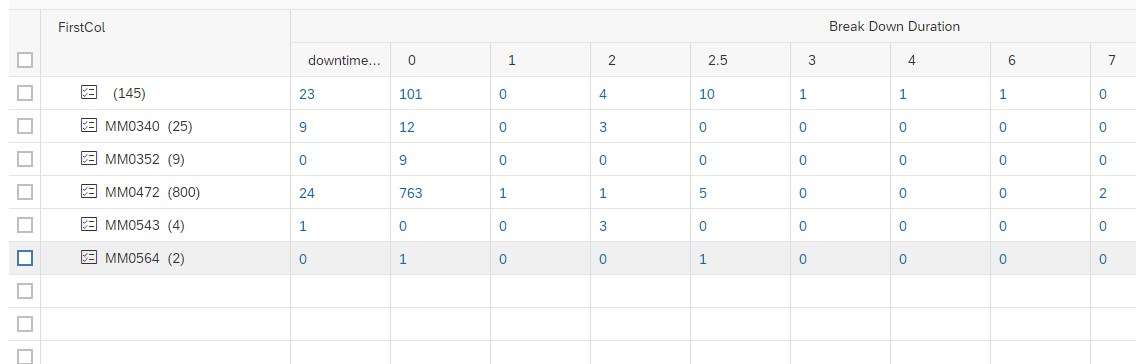 FirstCol
Break Down Duration
downtime... 0 1 2 2.5 3 4 6 7
(145) 23 101 0 4 10 1 1 1 0
MM0340 (25) 9 12 0 3 0 0 0 0 0
MM0352 (9) 0 9 0 0 0 0 0 0 0
MM0472 (800) 24 763 1 1 5 0 0 0 2
MM0543 (4) 1 0 0 3 0 0 0 0 0
MM0564 (2) 0 1 0 0 1 0 0 0 0